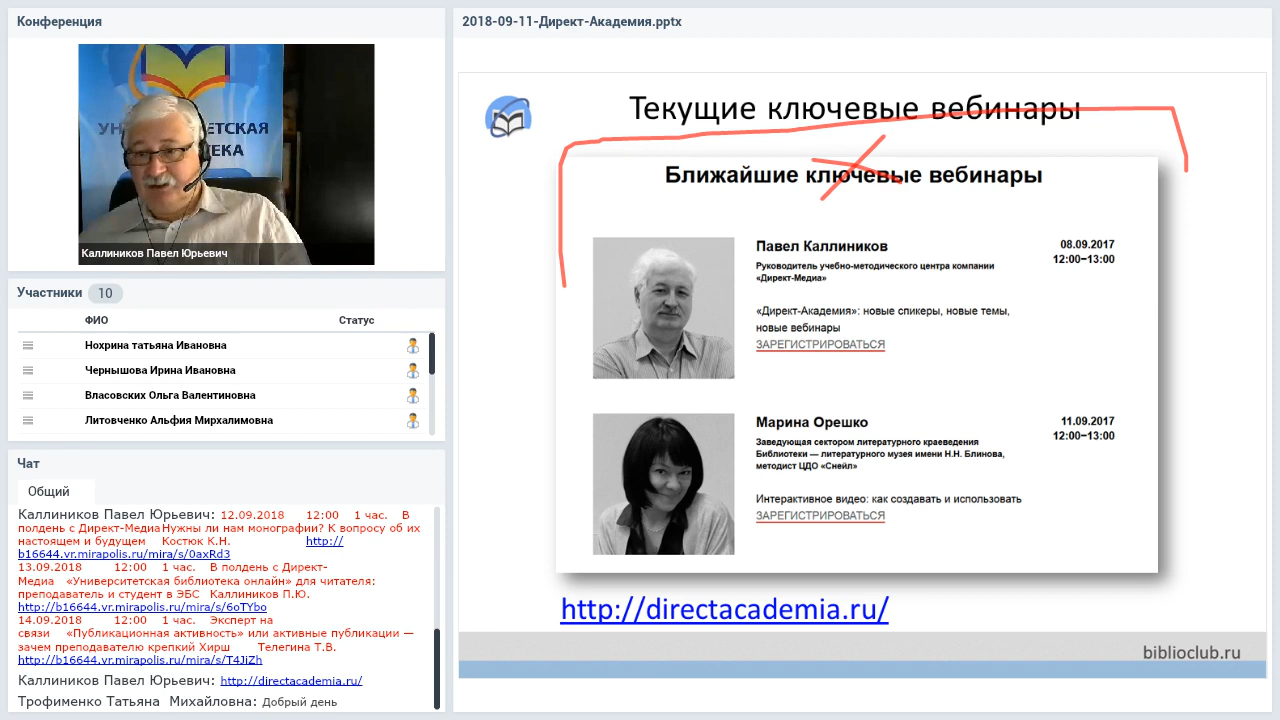 Конференция
УНИ
ТЕТСКАЯ
ТЕКА
Каллиников Павел Юрьевич
Участники 10
ФИО Статус
Нохрина татьяна Ивановна
Чернышова Ирина Ивановна
Власовских Ольга Валентиновна
Литовченко Альфия Мирхалимовна
Чат
Общий
Каллиников Павел Юрьевич: 12.09.2018 12:00 1 час. В
полдень с Директ-Медиа Нужны ли нам монографии? К вопросу об их
настоящем и будущем Костюк К.Н. http://
b16644.vr.mirapolis.ru/mira/s/0axRd3
13.09.2018 12:00 1 час. В полдень с Директ-
Медиа «Университетская библиотека онлайн» для читателя:
преподаватель и студент в ЭБС Каллиников П.Ю.
http://b16644.vr.mirapolis.ru/mira/s/6oTYbo
14.09.2018 12:00 1 час. Эксперт на
связи «Публикационная активность» или активные публикации —
зачем преподавателю крепкий Хирш Телегина Т.В.
http://b16644.vr.mirapolis.ru/mira/s/T4JiZh
Каллиников Павел Юрьевич: http://directacademia.ru/
Трофименко Татьяна Михайловна: Добрый день
2018-09-11-Директ-Академия.pptx
Текущие ключевые вебинары
Ближайшие ключевые вебинары
Павел Каллиников 08.09.2017
Руководитель учебно-методического центра компании 12:00–13:00
«Директ-Медиа»
«Директ-Академия»: новые спикеры, новые темы,
новые вебинары
ЗАРЕГИСТРИРОВАТЬСЯ
Марина Орешко 11.09.2017
Заведующая сектором литературного краеведения 12:00–13:00
Библиотеки — литературного музея имени Н.Н. Блинова,
методист ЦДО «Снейл»
Интерактивное видео: как создавать и использовать
ЗАРЕГИСТРИРОВАТЬСЯ
http://directacademia.ru/
biblioclub.ru